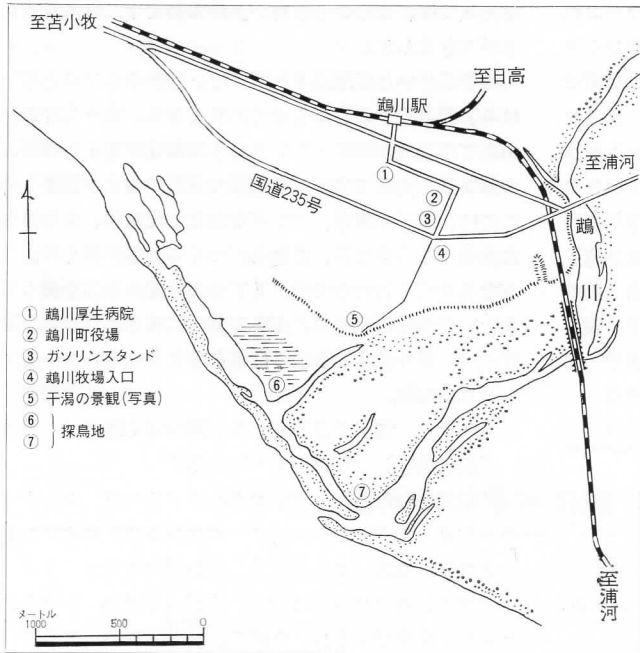 至苫小牧
至日高
鵡川駅
至浦河
国道235号
①
②
③
④
⑤
⑥
⑦
鵡川
① 鵡川厚生病院
② 鵡川町役場
③ ガソリンスタンド
④ 鵡川牧場入口
⑤ 干潟の景観(写真)
⑥
⑦ 探鳥地
至浦河
メートル
1000 500 0